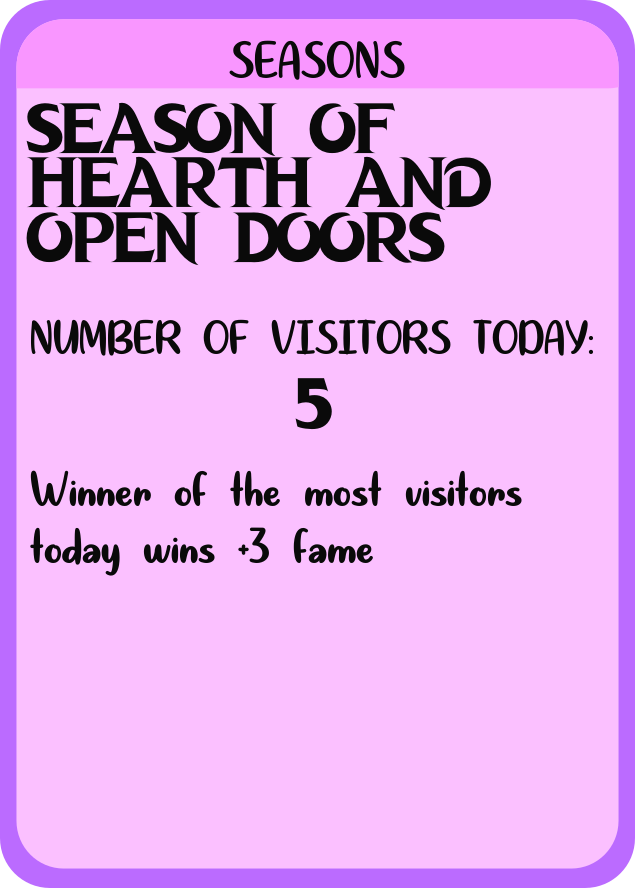 SEASONS
SEASON OF
HEARTH AND
OPEN DOORS
NUMBER OF VISITORS TODAY:
5
Winner of the most visitors
today wins +3 fame